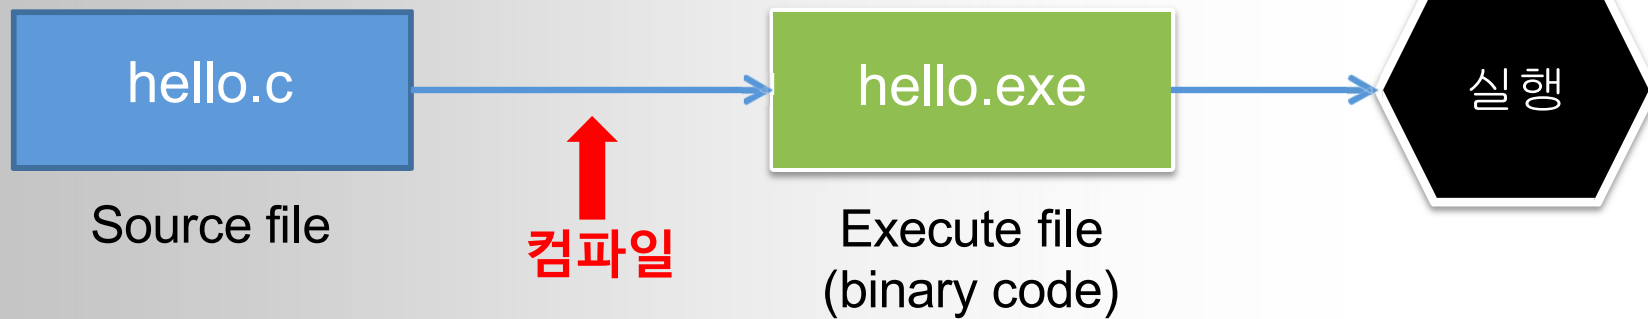 hello.c
hello.exe
실행
Source file
컴파일
Execute file
(binary code)